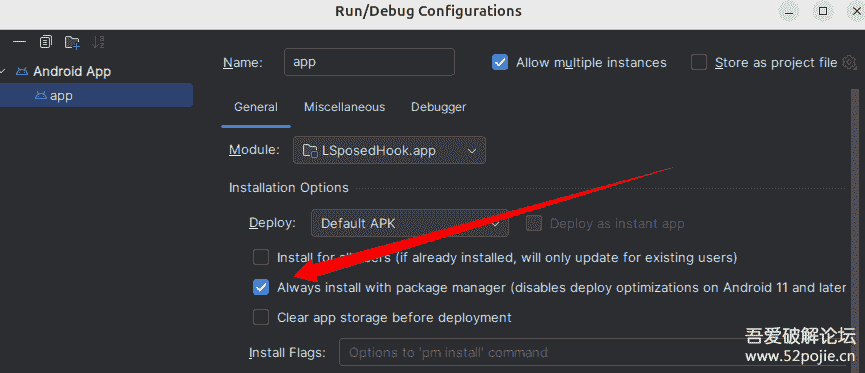 Run/Debug Configurations
Name: app Allow multiple instances Store as project file
Android App
app
General Miscellaneous Debugger
Module: LSposedHook.app
Installation Options
Deploy: Default APK Deploy as instant app
Install for all users (if already installed, will only update for existing users)
Always install with package manager (disables deploy optimizations on Android 11 and later
Clear app storage before deployment
Install Flags: Options to 'pm install' command
吾爱破解论坛
www.52pojie.cn